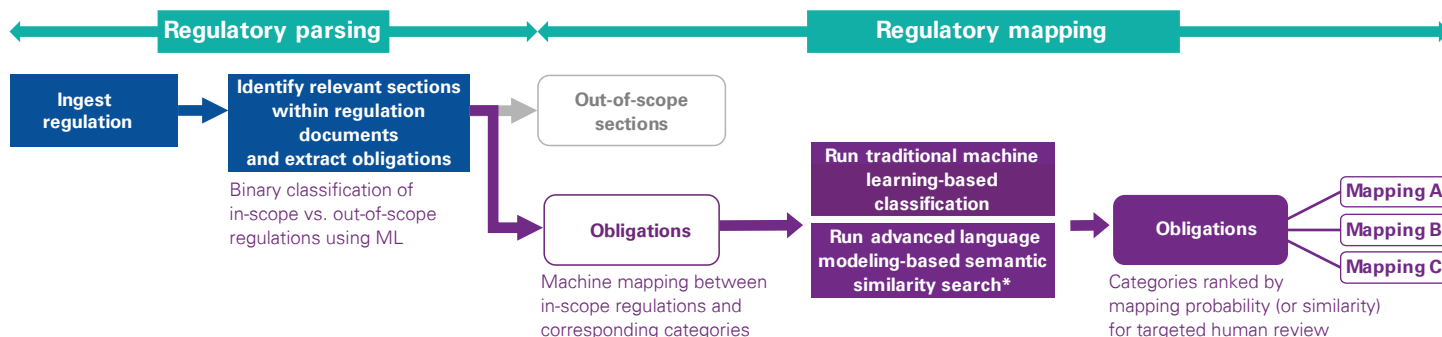 Regulatory parsing
Regulatory mapping
Ingest
regulation
Identify relevant sections
within regulation
documents
and extract obligations
Binary classification of
in-scope vs. out-of-scope
regulations using ML
Out-of-scope
sections
Obligations
Machine mapping between
in-scope regulations and
corresponding categories
Run traditional machine
learning-based
classification
Run advanced language
modeling-based semantic
similarity search*
Obligations
Categories ranked by
mapping probability (or similarity)
for targeted human review
Mapping A
Mapping B
Mapping C